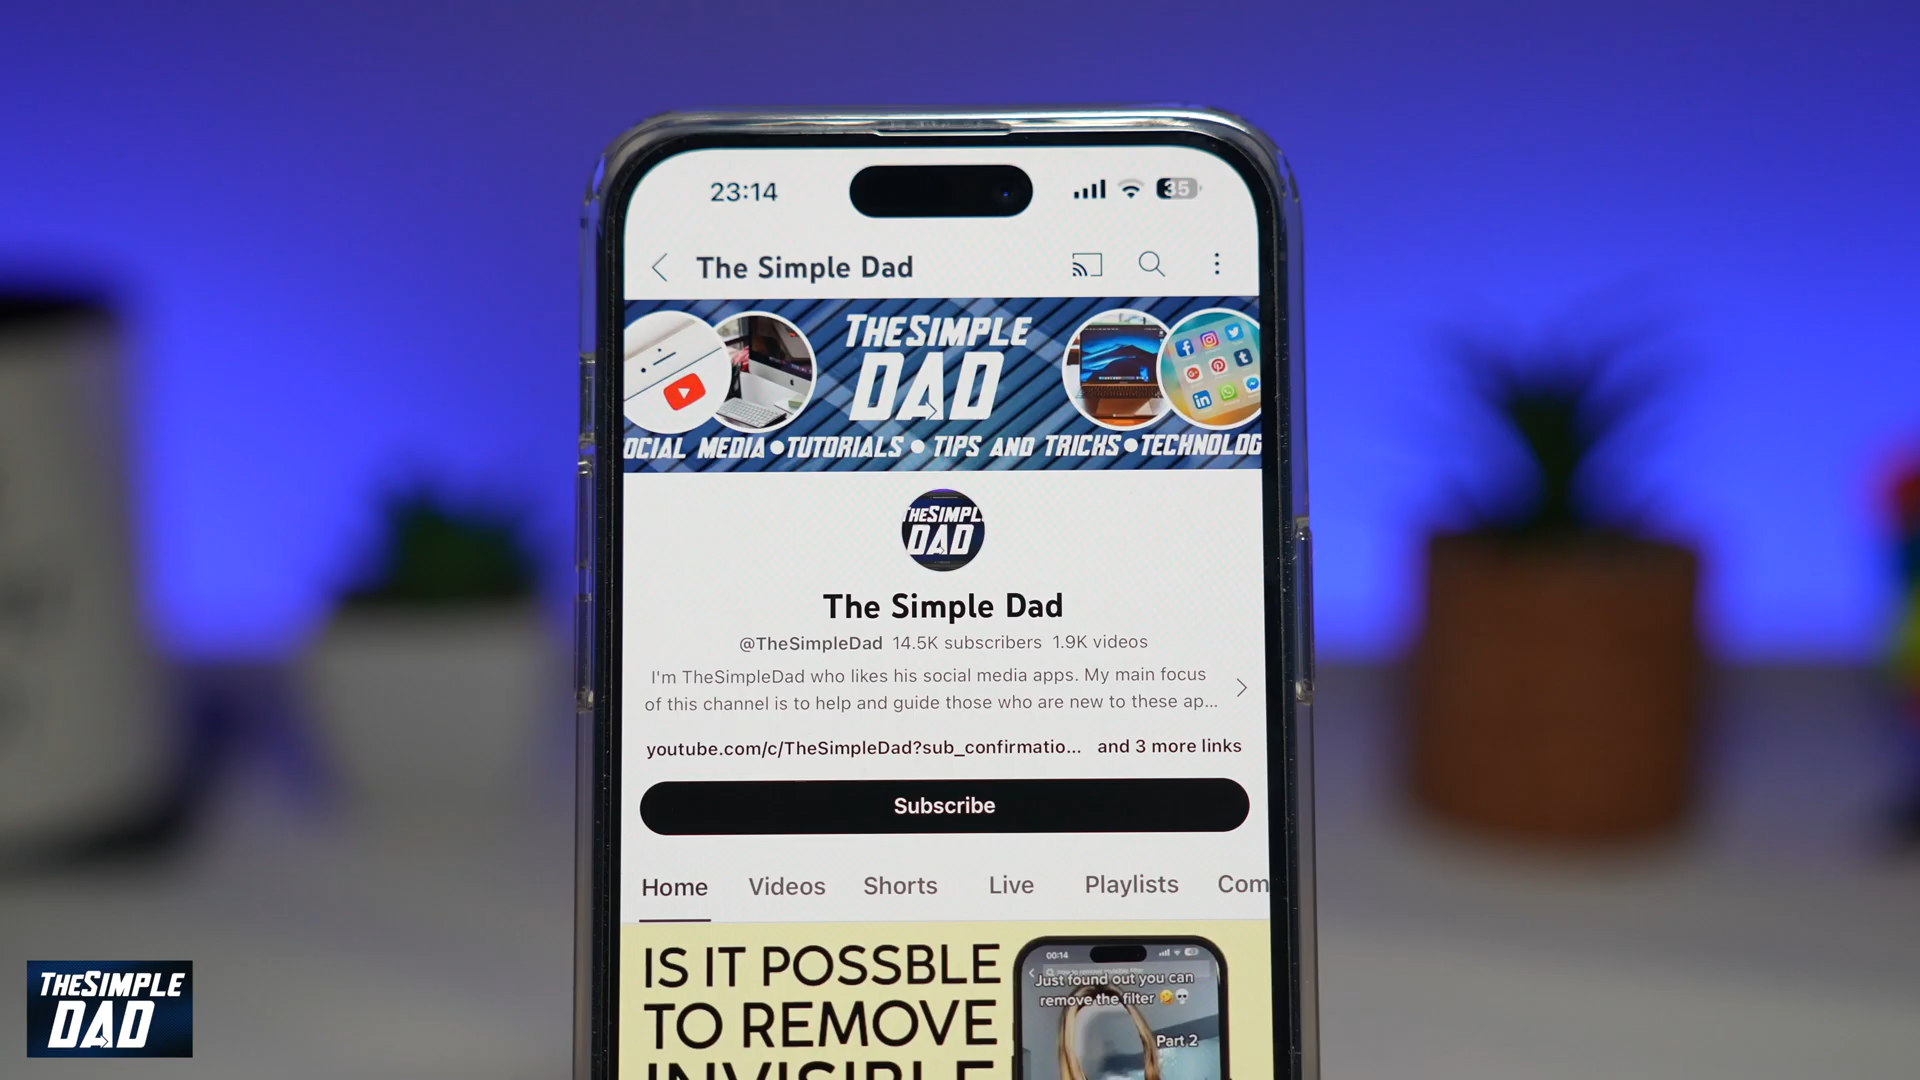 23:14
35
The Simple Dad
THESIMPLE
DAD
OCIAL MEDIA • TUTORIALS • TIPS AND TRICKS • TECHNOLOG
HESIMPL
DAD
The Simple Dad
@TheSimpleDad 14.5K subscribers 1.9K videos
I'm TheSimpleDad who likes his social media apps. My main focus
of this channel is to help and guide those who are new to these ap...
youtube.com/c/TheSimpleDad?sub_confirmatio... and 3 more links
Subscribe
Home Videos Shorts Live Playlists Com
IS IT POSSBLE
TO REMOVE
INVISIBLE
00:14
Just found out you can
remove the filter 🤣💀
Part 2
THESIMPLE
DAD